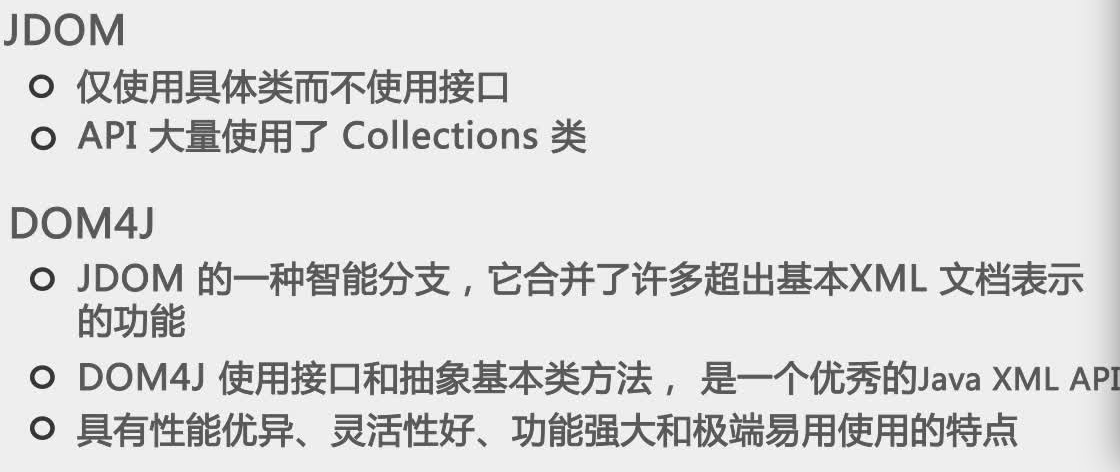 JDOM
仅使用具体类而不使用接口
API 大量使用了 Collections 类
DOM4J
JDOM 的一种智能分支，它合并了许多超出基本XML 文档表示
的功能
DOM4J 使用接口和抽象基本类方法， 是一个优秀的Java XML API
具有性能优异、灵活性好、功能强大和极端易用使用的特点